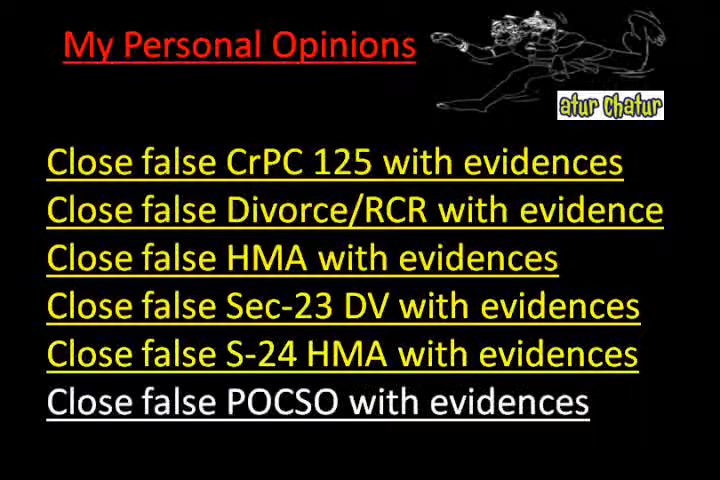 My Personal Opinions
atur Chatur
Close false CrPC 125 with evidences
Close false Divorce/RCR with evidence
Close false HMA with evidences
Close false Sec-23 DV with evidences
Close false S-24 HMA with evidences
Close false POCSO with evidences